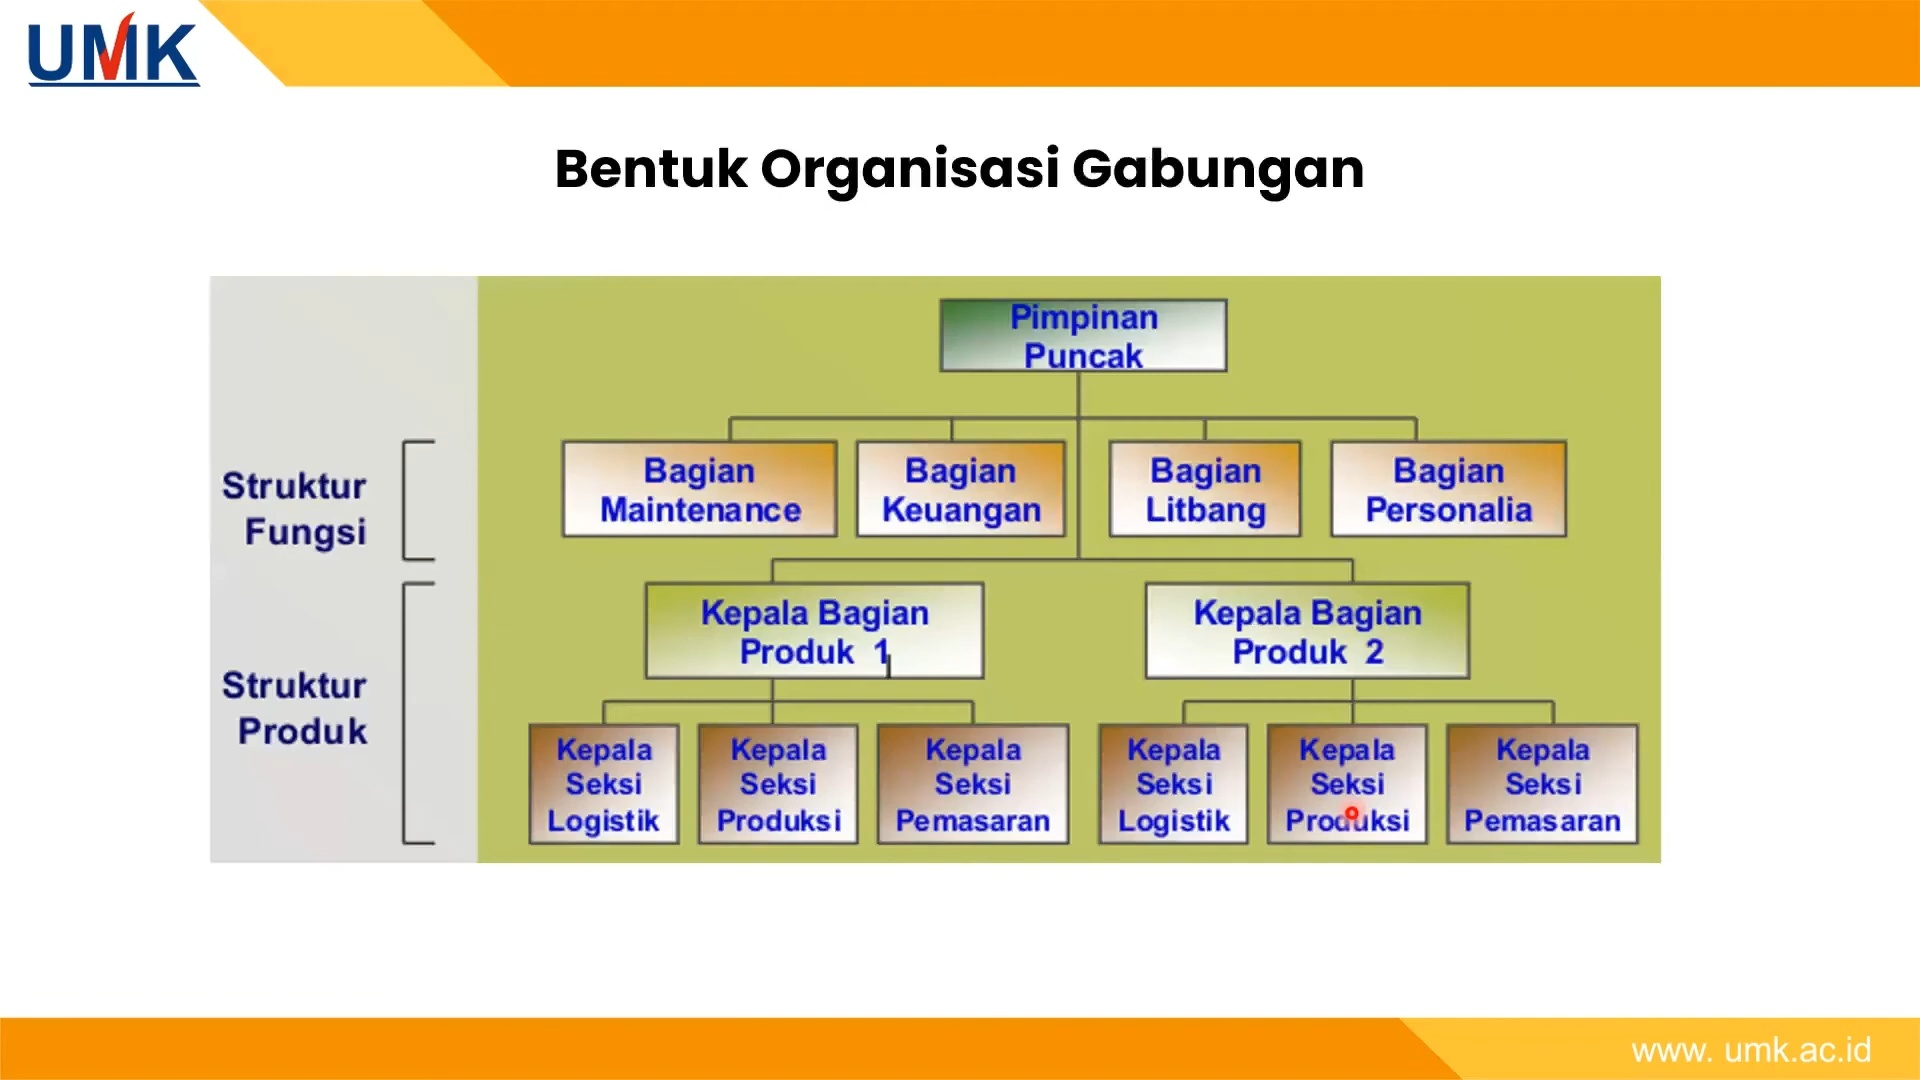 UMK
Bentuk Organisasi Gabungan
Pimpinan
Puncak
Struktur
Fungsi
Bagian
Maintenance
Bagian
Keuangan
Bagian
Litbang
Bagian
Personalia
Struktur
Produk
Kepala Bagian
Produk 1
Kepala Bagian
Produk 2
Kepala
Seksi
Logistik
Kepala
Seksi
Produksi
Kepala
Seksi
Pemasaran
Kepala
Seksi
Logistik
Kepala
Seksi
Produksi
Kepala
Seksi
Pemasaran
www. umk.ac.id